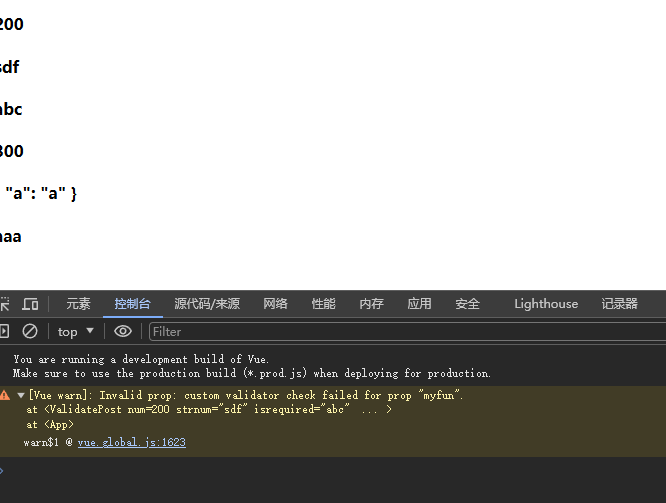 200
sdf
abc
300
"a": "a" }
aaa
元素 控制台 源代码/来源 网络 性能 内存 应用 安全 Lighthouse 记录器
top Filter
You are running a development build of Vue.
Make sure to use the production build (*.prod.js) when deploying for production.
[Vue warn]: Invalid prop: custom validator check failed for prop "myfun".
at <ValidatePost num=200 strnum="sdf" isrequired="abc" ... >
at <App>
warn$1 @ vue.global.js:1623